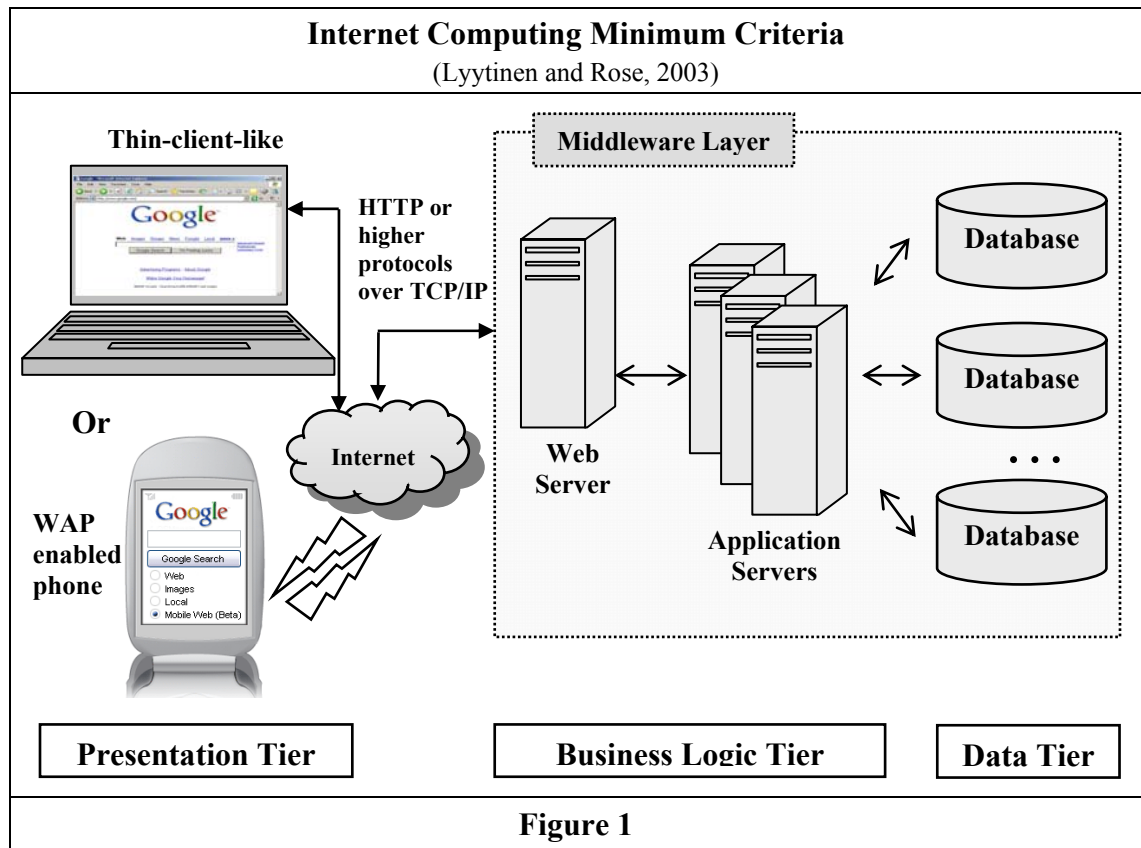 Internet Computing Minimum Criteria
(Lyytinen and Rose, 2003)
Thin-client-like
Google
HTTP or
higher
protocols
over TCP/IP
Middleware Layer
Database
Database
. . .
Database
Web
Server
Application
Servers
Or
Internet
WAP
enabled
phone
Google
Google Search
Web
Images
Local
Mobile Web (Beta)
Presentation Tier
Business Logic Tier
Data Tier
Figure 1